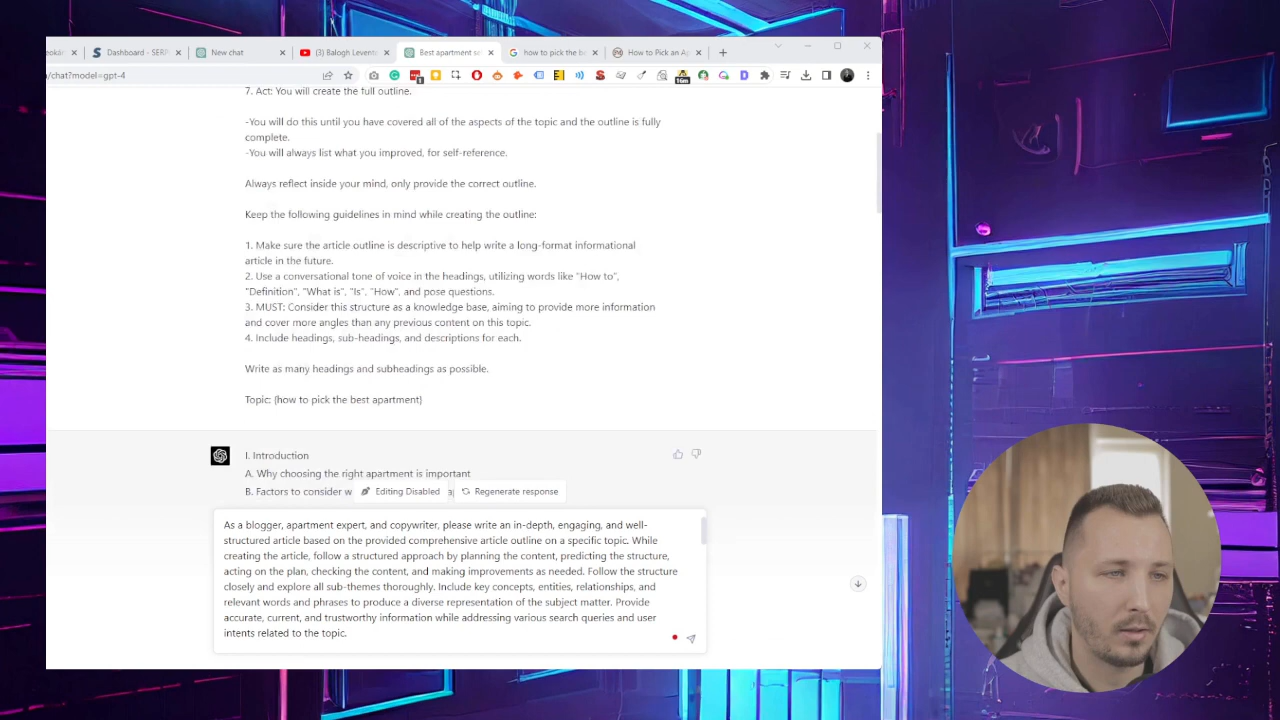 Dashboard - SERP
New chat
(3) Balogh Levente
Best apartment se
how to pick the b
How to Pick an Ap
/chat?model=gpt-4
7. Act: You will create the full outline.
-You will do this until you have covered all of the aspects of the topic and the outline is fully
complete.
-You will always list what you improved, for self-reference.
Always reflect inside your mind, only provide the correct outline.
Keep the following guidelines in mind while creating the outline:
1. Make sure the article outline is descriptive to help write a long-format informational
article in the future.
2. Use a conversational tone of voice in the headings, utilizing words like "How to",
"Definition", "What is", "Is", "How", and pose questions.
3. MUST: Consider this structure as a knowledge base, aiming to provide more information
and cover more angles than any previous content on this topic.
4. Include headings, sub-headings, and descriptions for each.
Write as many headings and subheadings as possible.
Topic: {how to pick the best apartment}
I. Introduction
A. Why choosing the right apartment is important
B. Factors to consider w
Editing Disabled
Regenerate response
As a blogger, apartment expert, and copywriter, please write an in-depth, engaging, and well-
structured article based on the provided comprehensive article outline on a specific topic. While
creating the article, follow a structured approach by planning the content, predicting the structure,
acting on the plan, checking the content, and making improvements as needed. Follow the structure
closely and explore all sub-themes thoroughly. Include key concepts, entities, relationships, and
relevant words and phrases to produce a diverse representation of the subject matter. Provide
accurate, current, and trustworthy information while addressing various search queries and user
intents related to the topic.